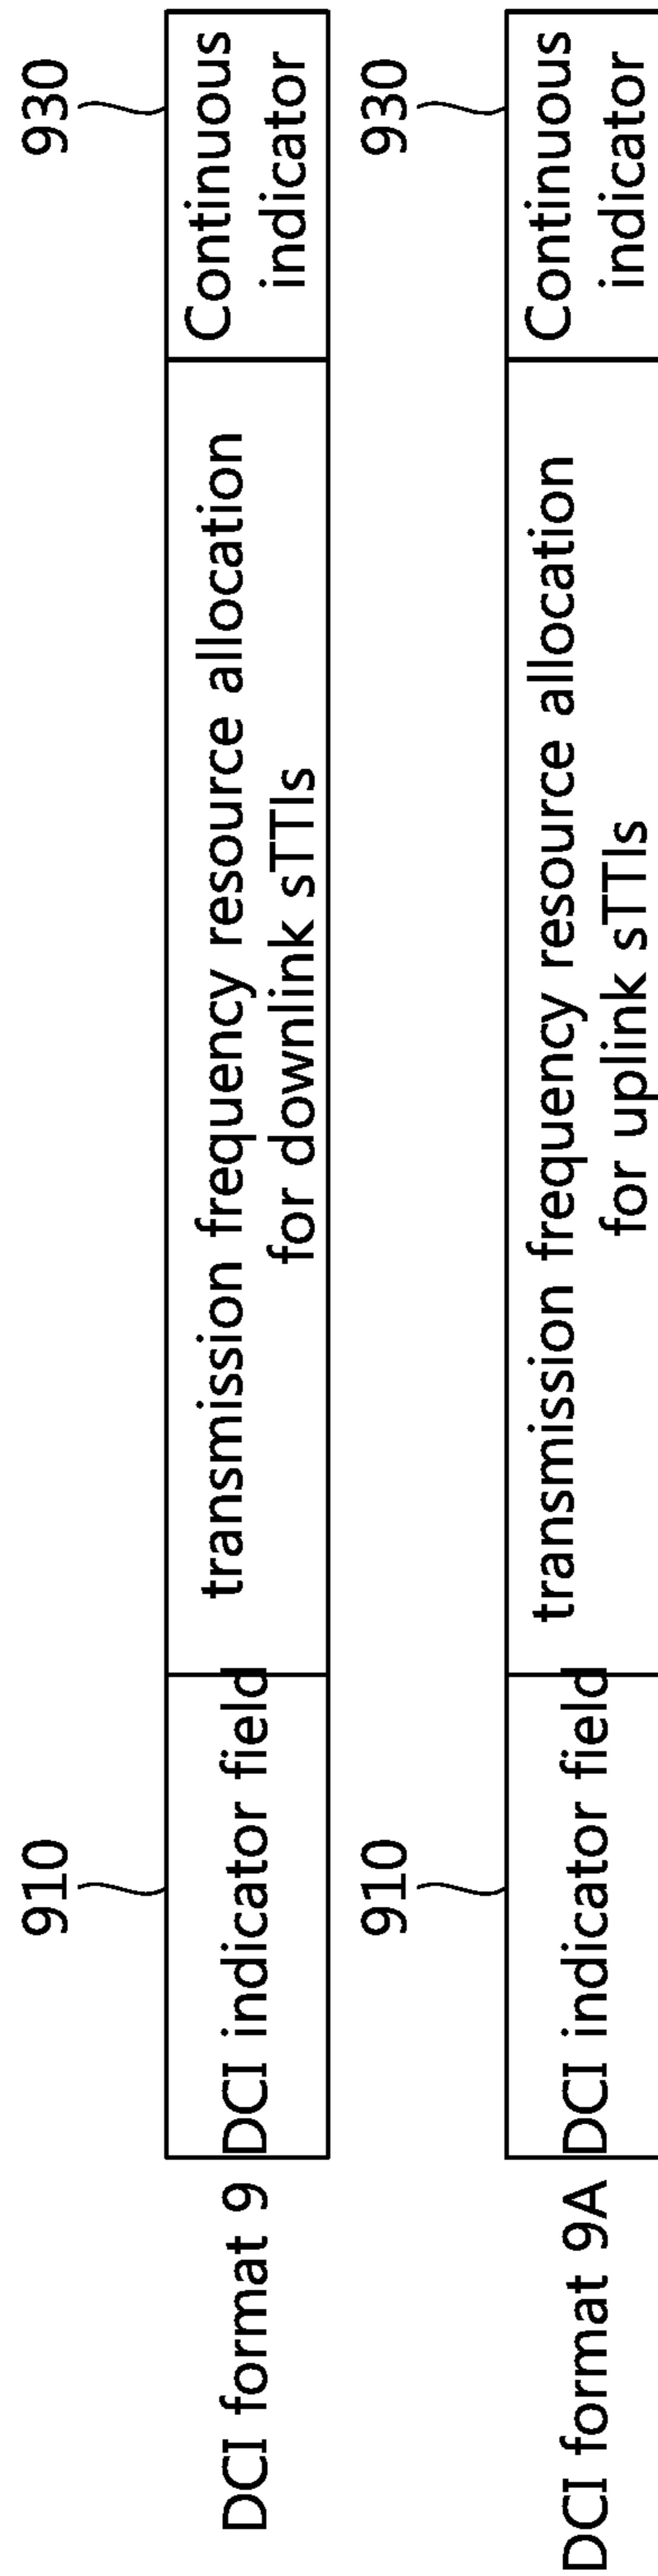 910
930
DCI format 9
DCI indicator field
transmission frequency resource allocation
for downlink sTTIs
Continuous
indicator
910
930
DCI format 9A
DCI indicator field
transmission frequency resource allocation
for uplink sTTIs
Continuous
indicator